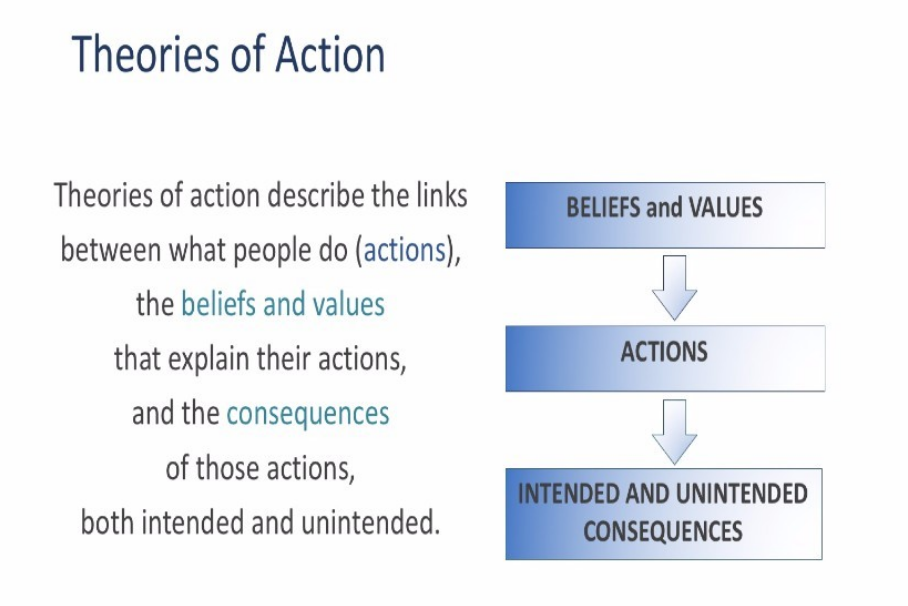 Theories of Action
Theories of action describe the links
between what people do (actions),
the beliefs and values
that explain their actions,
and the consequences
of those actions,
both intended and unintended.
BELIEFS and VALUES
ACTIONS
INTENDED AND UNINTENDED
CONSEQUENCES